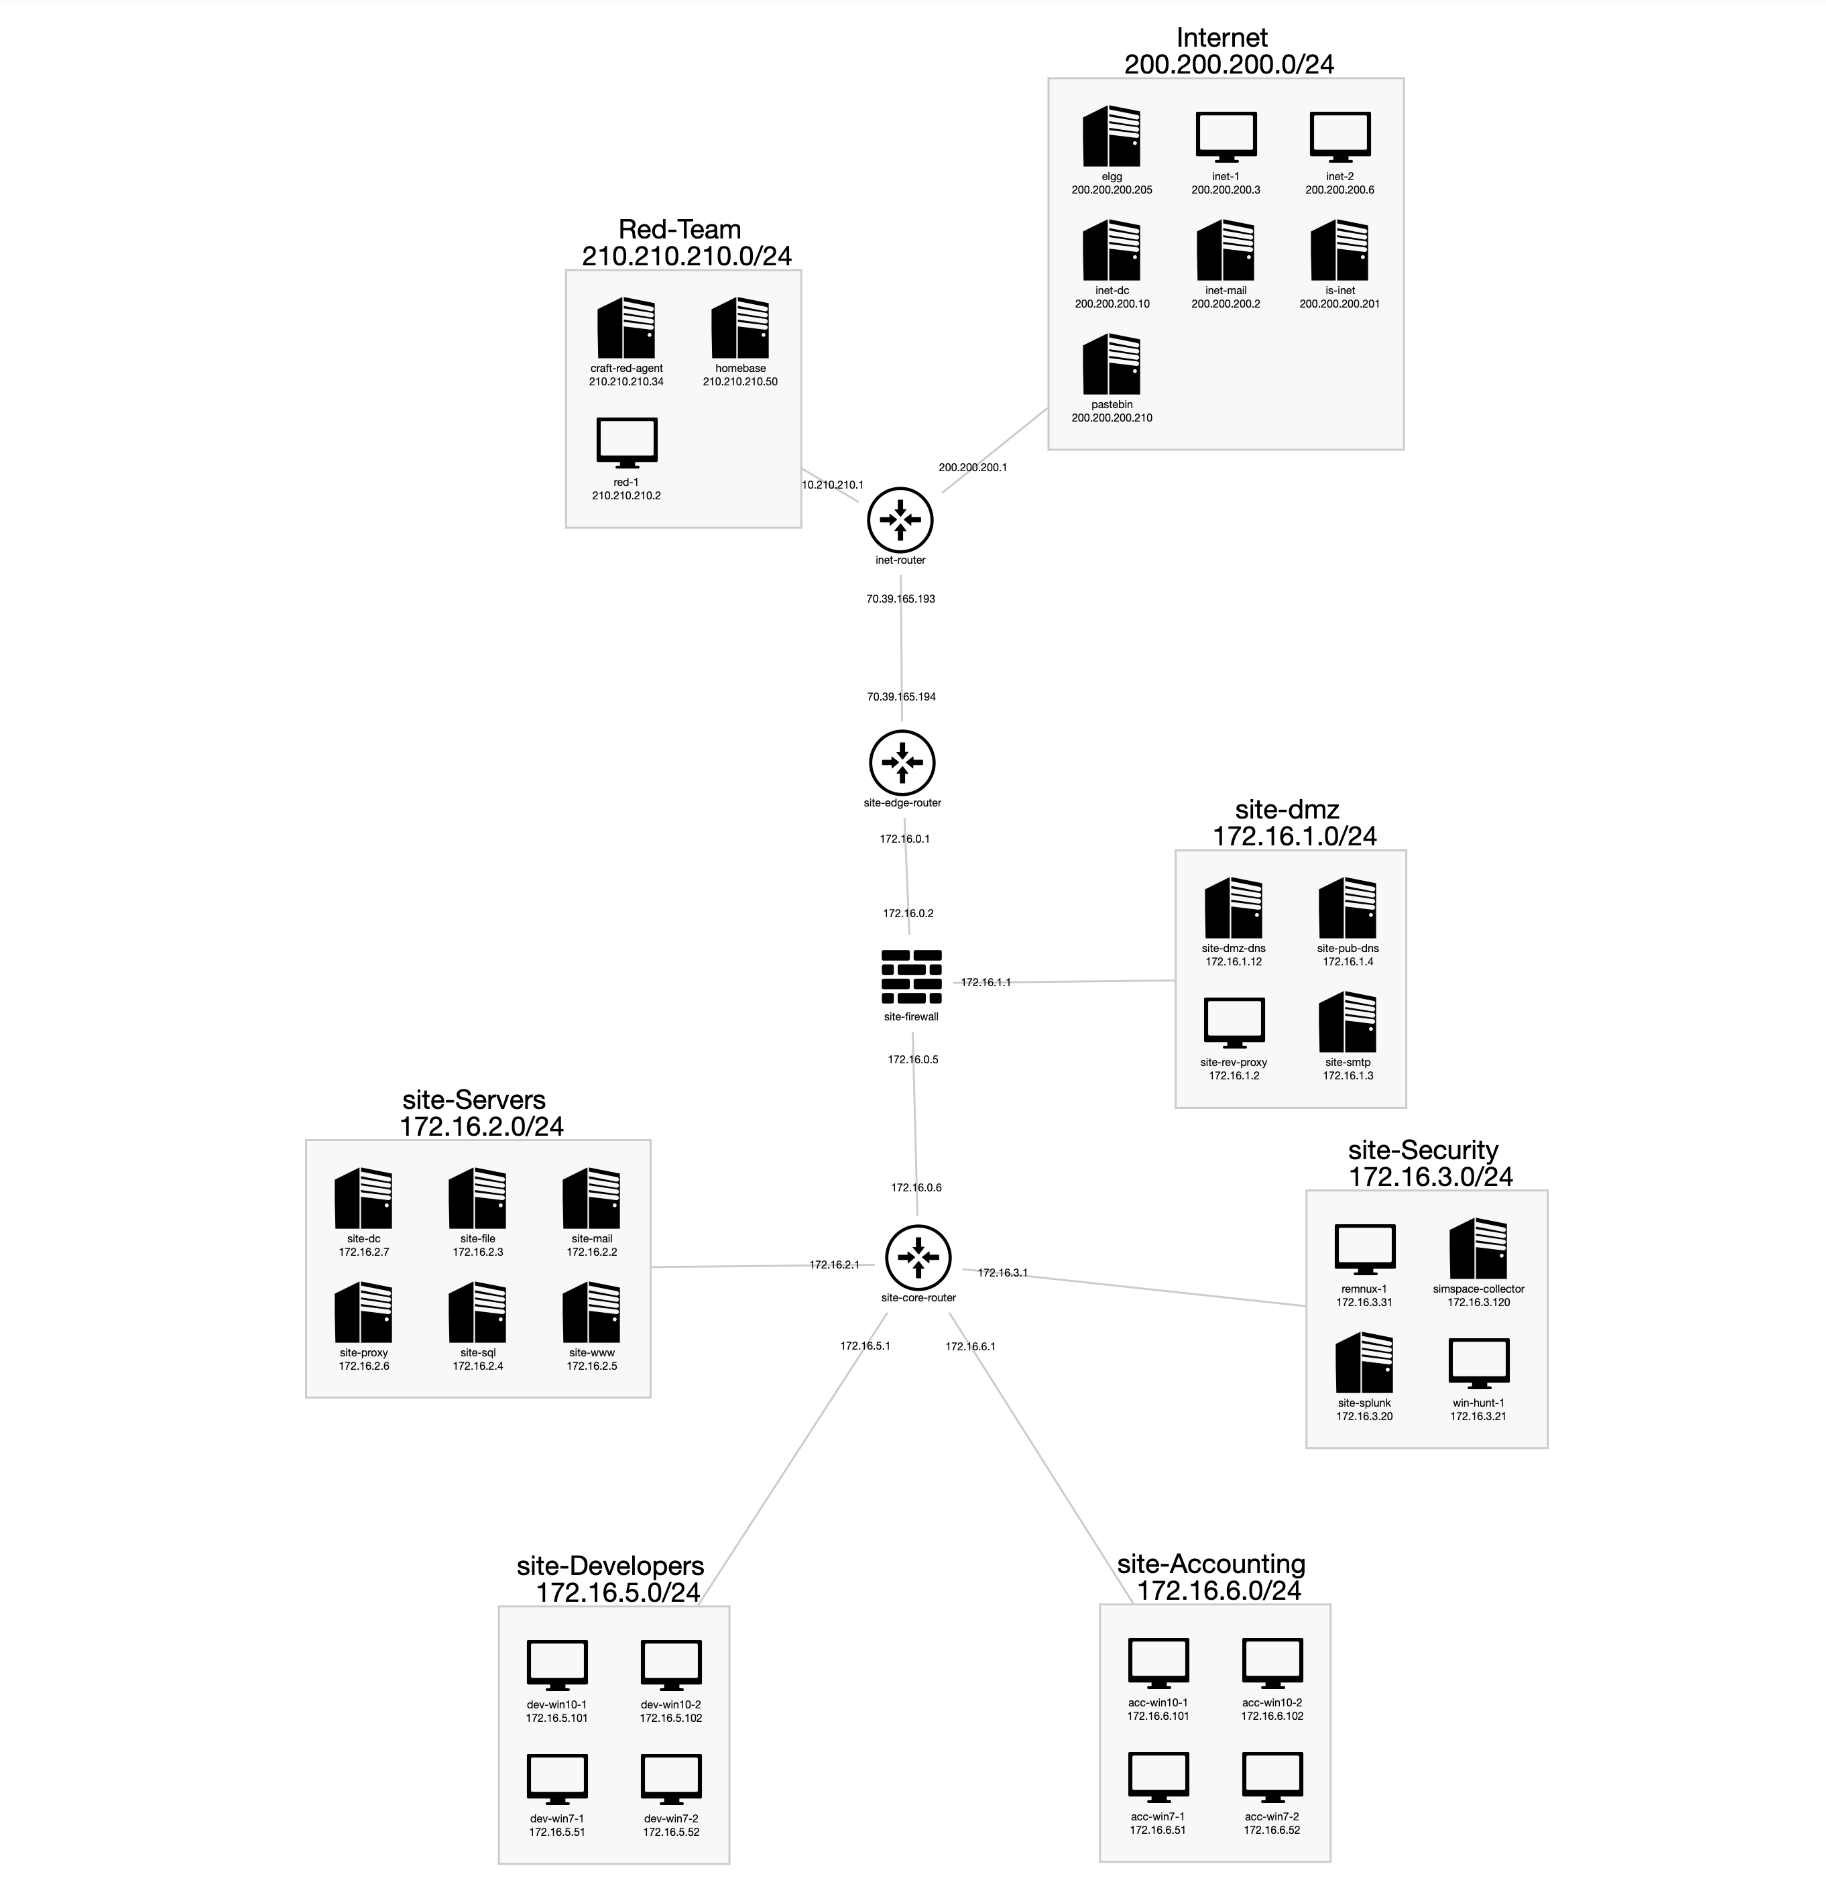 Internet
200.200.200.0/24
elgg
200.200.200.205
inet-1
200.200.200.3
inet-2
200.200.200.6
inet-dc
200.200.200.10
inet-mail
200.200.200.2
is-inet
200.200.200.201
pastebin
200.200.200.210
Red-Team
210.210.210.0/24
craft-red-agent
210.210.210.34
homebase
210.210.210.50
red-1
210.210.210.2
10.210.210.1
200.200.200.1
inet-router
70.39.165.193
70.39.165.194
site-edge-router
172.16.0.1
172.16.0.2
site-firewall
172.16.1.1
172.16.0.5
site-dmz
172.16.1.0/24
site-dmz-dns
172.16.1.12
site-pub-dns
172.16.1.4
site-rev-proxy
172.16.1.2
site-smtp
172.16.1.3
site-Servers
172.16.2.0/24
site-dc
172.16.2.7
site-file
172.16.2.3
site-mail
172.16.2.2
site-proxy
172.16.2.6
site-sql
172.16.2.4
site-www
172.16.2.5
172.16.0.6
172.16.2.1
site-core-router
172.16.3.1
172.16.5.1
172.16.6.1
site-Security
172.16.3.0/24
remnux-1
172.16.3.31
simspace-collector
172.16.3.120
site-splunk
172.16.3.20
win-hunt-1
172.16.3.21
site-Developers
172.16.5.0/24
dev-win10-1
172.16.5.101
dev-win10-2
172.16.5.102
dev-win7-1
172.16.5.51
dev-win7-2
172.16.5.52
site-Accounting
172.16.6.0/24
acc-win10-1
172.16.6.101
acc-win10-2
172.16.6.102
acc-win7-1
172.16.6.51
acc-win7-2
172.16.6.52